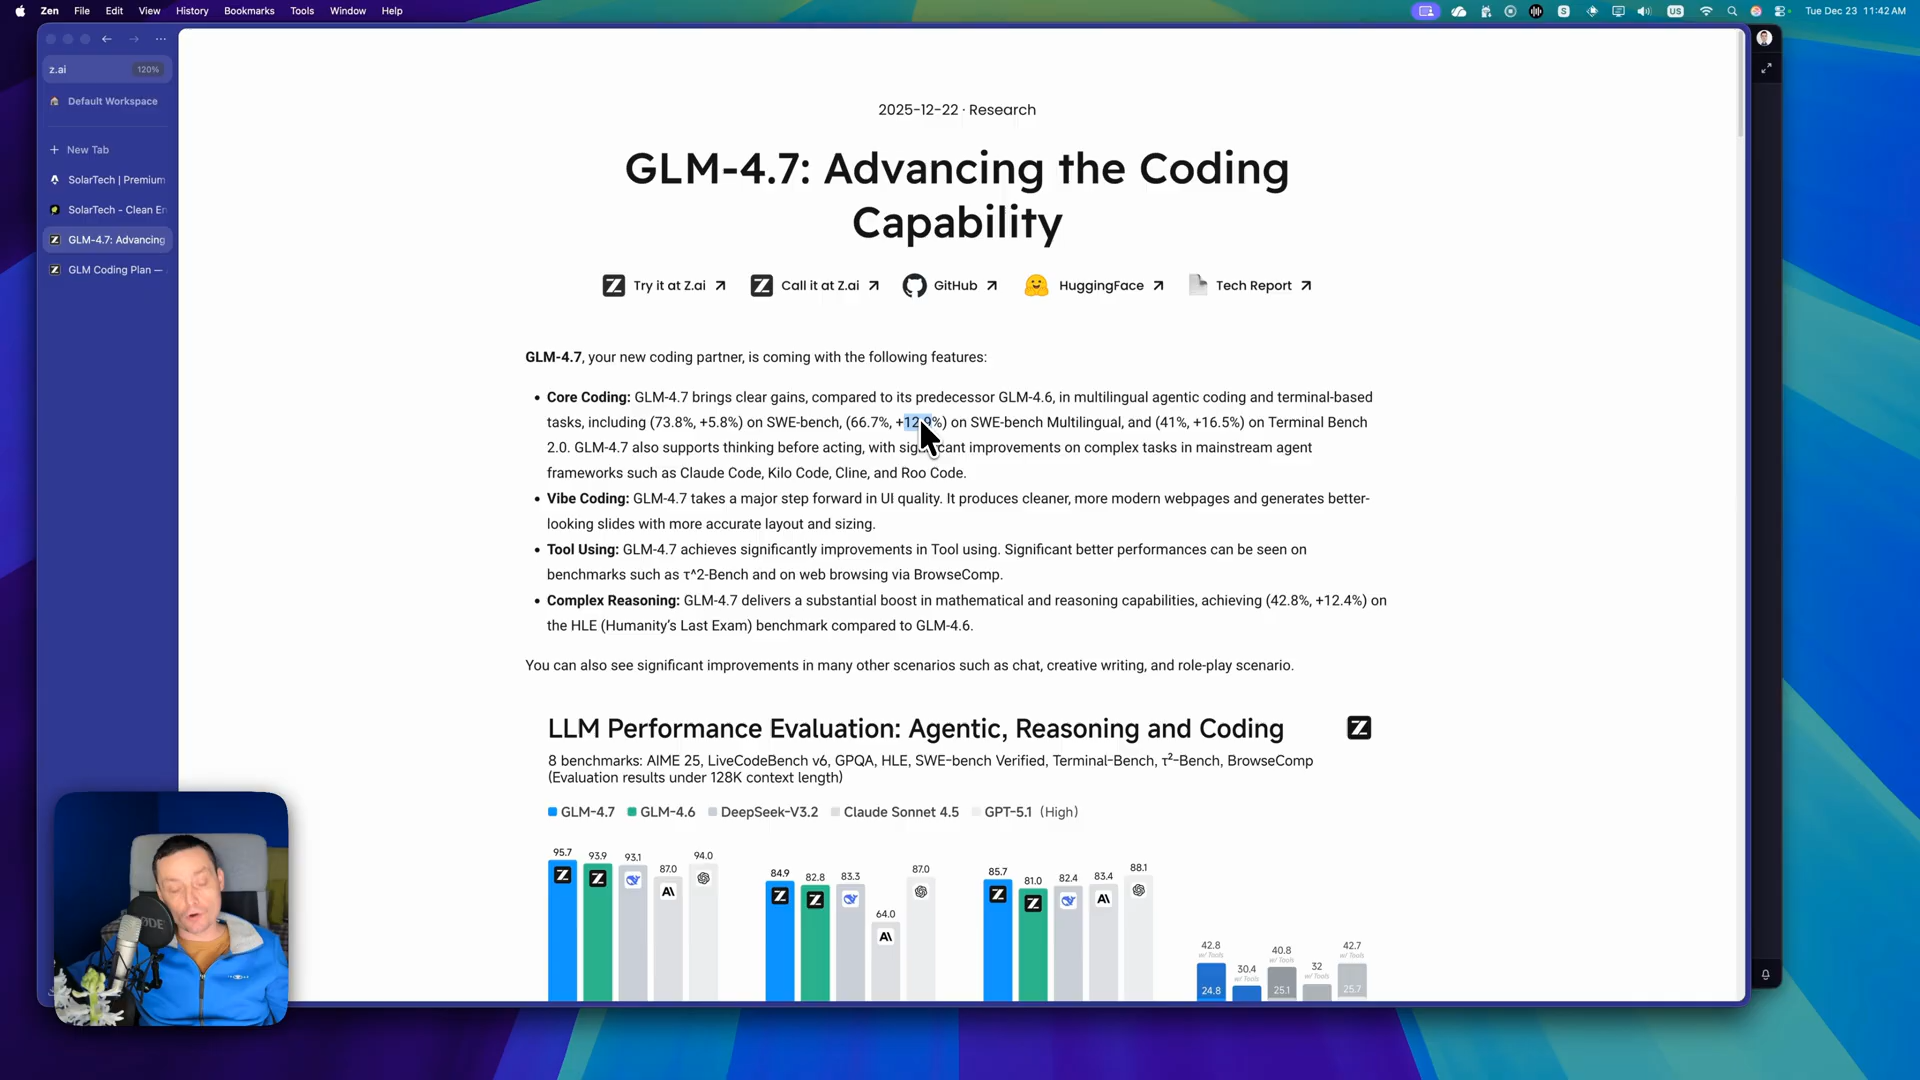 Zen File Edit View History Bookmarks Tools Window Help
US Tue Dec 23 11:42 AM
z.ai 120%
Default Workspace
New Tab
SolarTech | Premium
SolarTech - Clean En
GLM-4.7: Advancing
GLM Coding Plan —
2025-12-22 · Research
GLM-4.7: Advancing the Coding
Capability
Try it at Z.ai Call it at Z.ai GitHub HuggingFace Tech Report
GLM-4.7, your new coding partner, is coming with the following features:
• Core Coding: GLM-4.7 brings clear gains, compared to its predecessor GLM-4.6, in multilingual agentic coding and terminal-based
tasks, including (73.8%, +5.8%) on SWE-bench, (66.7%, +12.9%) on SWE-bench Multilingual, and (41%, +16.5%) on Terminal Bench
2.0. GLM-4.7 also supports thinking before acting, with significant improvements on complex tasks in mainstream agent
frameworks such as Claude Code, Kilo Code, Cline, and Roo Code.
• Vibe Coding: GLM-4.7 takes a major step forward in UI quality. It produces cleaner, more modern webpages and generates better-
looking slides with more accurate layout and sizing.
• Tool Using: GLM-4.7 achieves significantly improvements in Tool using. Significant better performances can be seen on
benchmarks such as τ^2-Bench and on web browsing via BrowseComp.
• Complex Reasoning: GLM-4.7 delivers a substantial boost in mathematical and reasoning capabilities, achieving (42.8%, +12.4%) on
the HLE (Humanity's Last Exam) benchmark compared to GLM-4.6.
You can also see significant improvements in many other scenarios such as chat, creative writing, and role-play scenario.
LLM Performance Evaluation: Agentic, Reasoning and Coding
8 benchmarks: AIME 25, LiveCodeBench v6, GPQA, HLE, SWE-bench Verified, Terminal-Bench, τ²-Bench, BrowseComp
(Evaluation results under 128K context length)
GLM-4.7 GLM-4.6 DeepSeek-V3.2 Claude Sonnet 4.5 GPT-5.1 (High)
95.7 93.9 93.1 87.0 94.0
84.9 82.8 83.3 64.0 87.0
85.7 81.0 82.4 83.4 88.1
42.8 30.4 40.8 32 42.7
w/ Tools w/ Tools w/ Tools w/ Tools w/ Tools
24.8 25.1 25.7